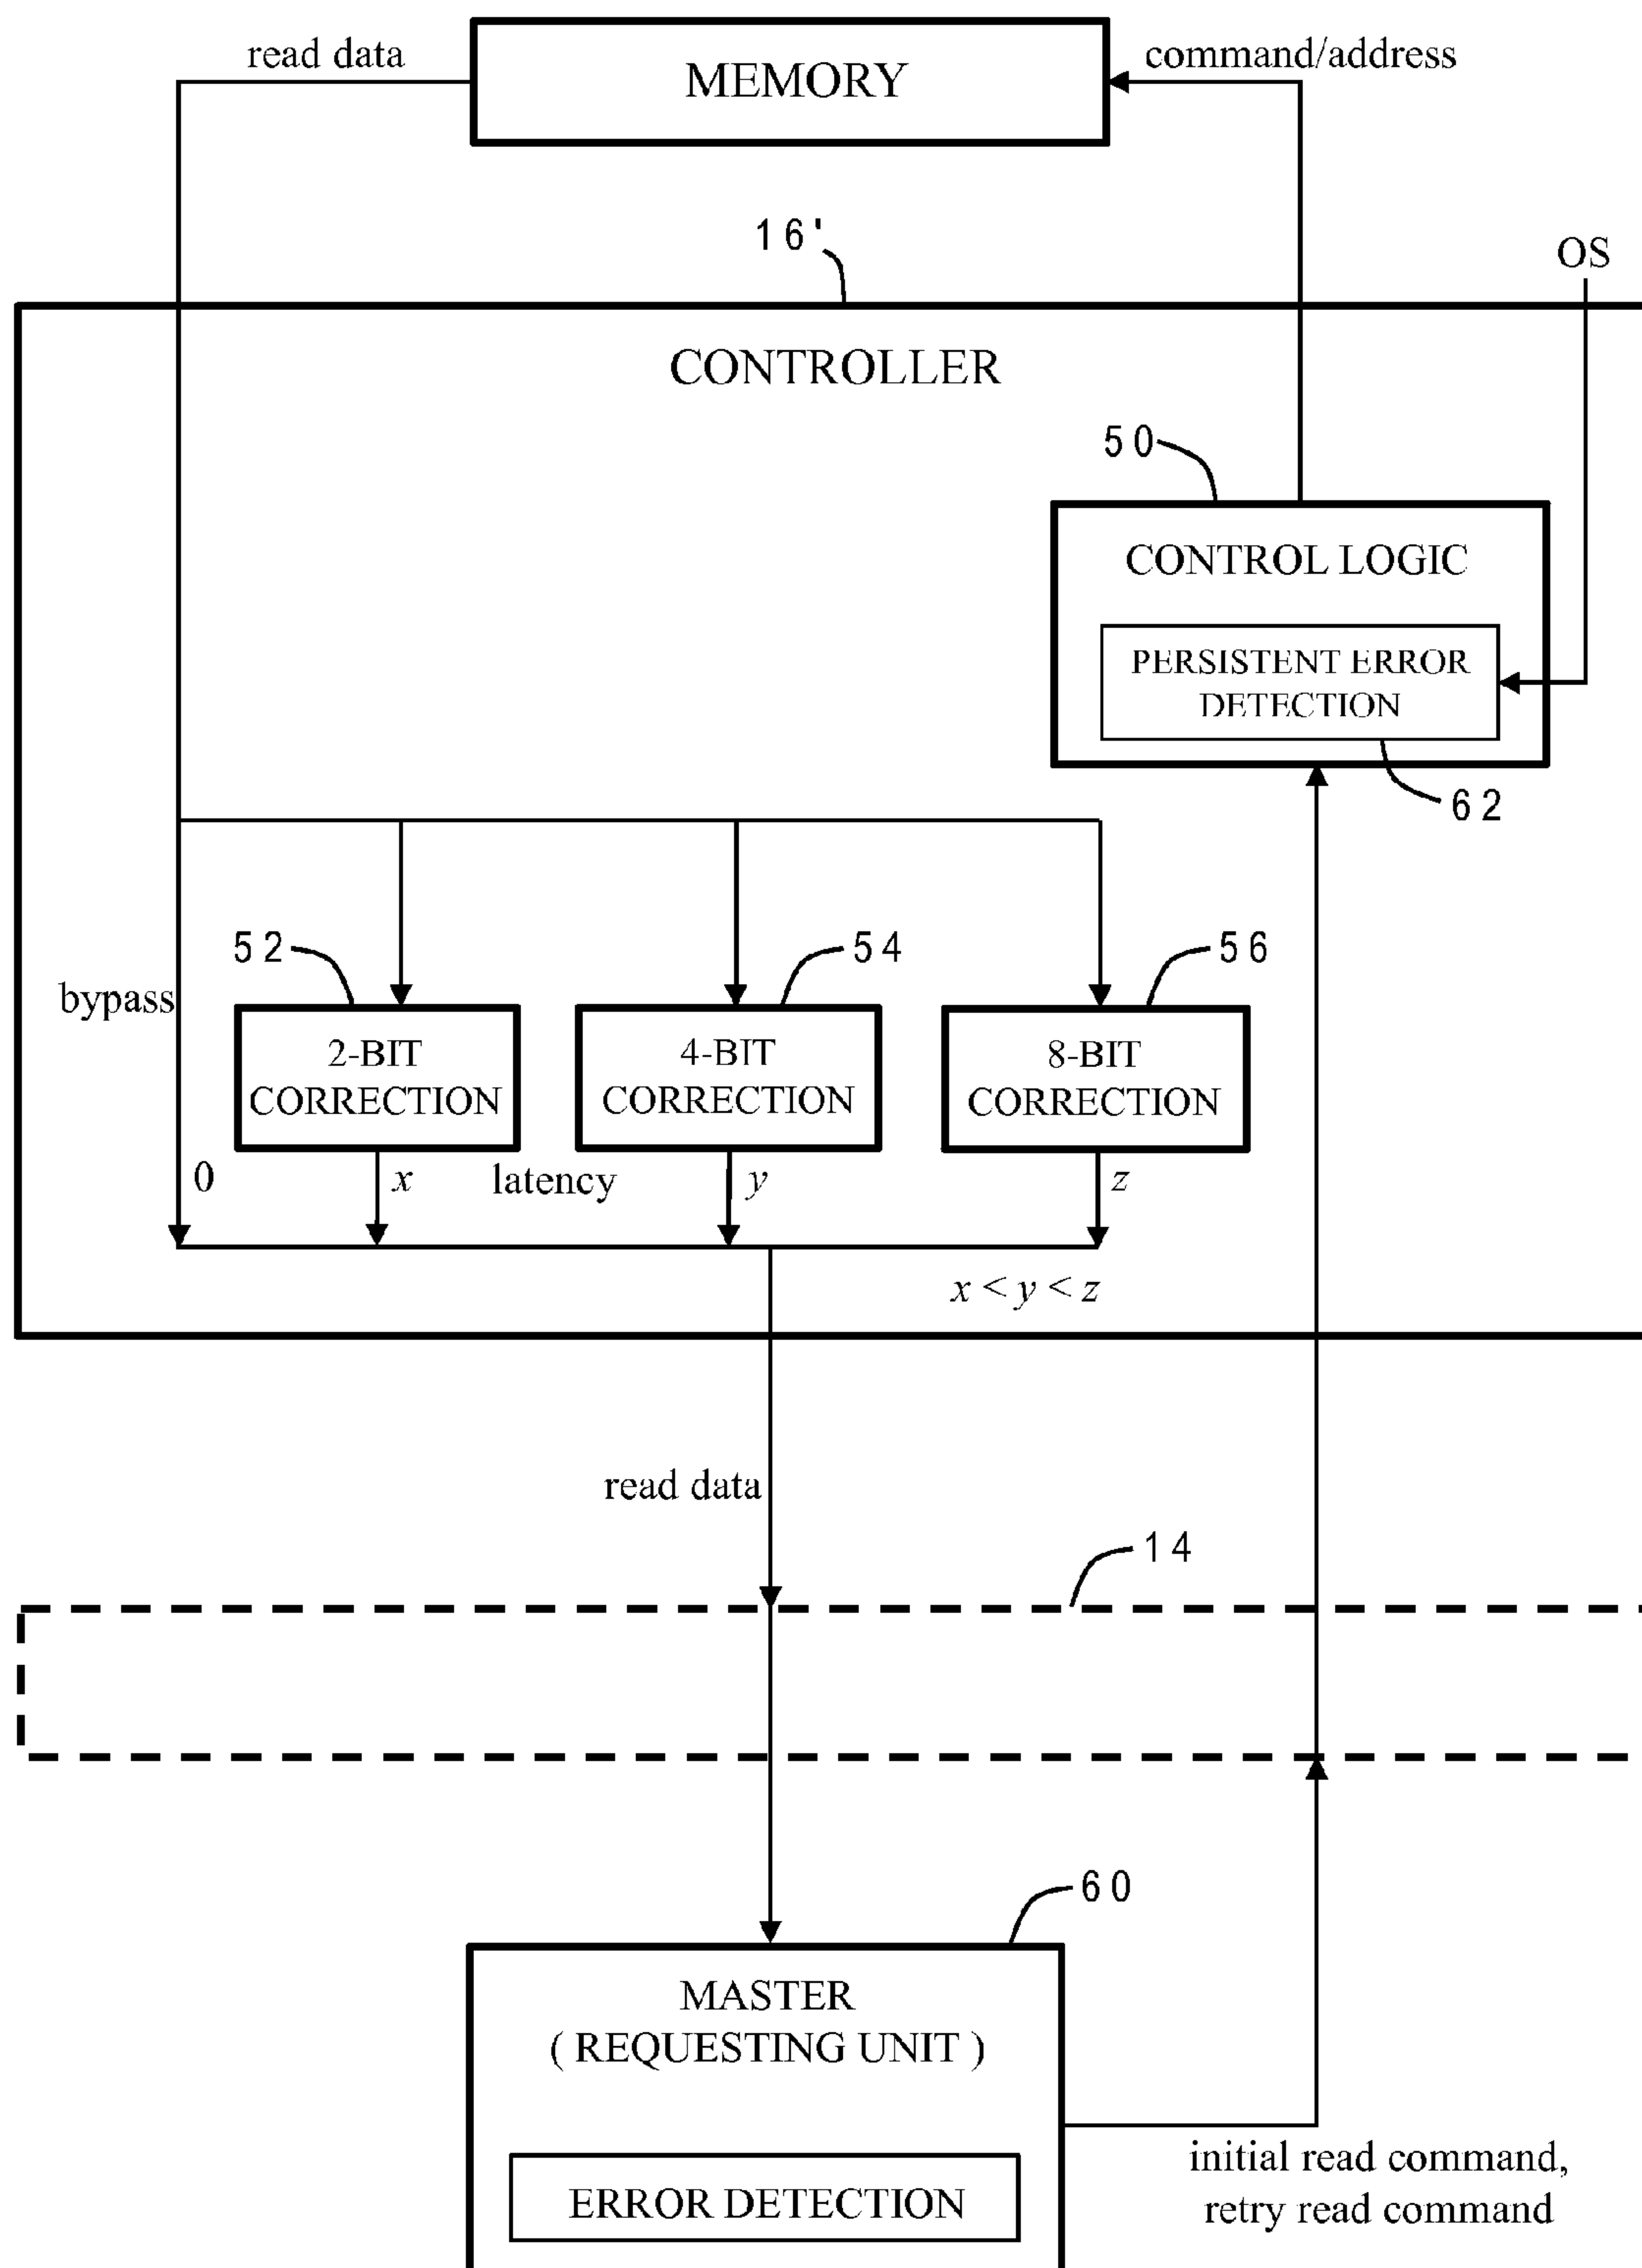 read data
MEMORY
command/address
16'
OS
CONTROLLER
50
CONTROL LOGIC
PERSISTENT ERROR
DETECTION
62
52
54
56
bypass
2-BIT
CORRECTION
4-BIT
CORRECTION
8-BIT
CORRECTION
0
x
latency
y
z
x < y < z
read data
14
60
MASTER
( REQUESTING UNIT )
ERROR DETECTION
initial read command,
retry read command